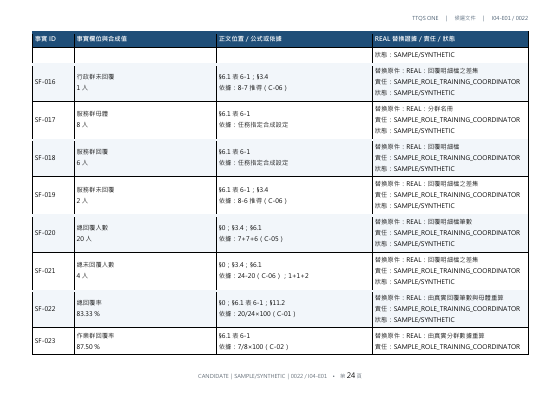 TTQS ONE | 候選文件 | I04-E01 / 0022
事實 ID 事實欄位與合成值 正文位置 / 公式或依據 REAL 替換證據 / 責任 / 狀態
狀態：SAMPLE/SYNTHETIC
SF-016
行政群未回覆
1 人
§6.1 表 6-1；§3.4
依據：8-7 推得 ( C-06 )
替換原件：REAL：回覆明細檔之差集
責任：SAMPLE_ROLE_TRAINING_COORDINATOR
狀態：SAMPLE/SYNTHETIC
SF-017
服務群母體
8 人
§6.1 表 6-1
依據：任務指定合成設定
替換原件：REAL：分群名冊
責任：SAMPLE_ROLE_TRAINING_COORDINATOR
狀態：SAMPLE/SYNTHETIC
SF-018
服務群回覆
6 人
§6.1 表 6-1
依據：任務指定合成設定
替換原件：REAL：回覆明細檔
責任：SAMPLE_ROLE_TRAINING_COORDINATOR
狀態：SAMPLE/SYNTHETIC
SF-019
服務群未回覆
2 人
§6.1 表 6-1；§3.4
依據：8-6 推得 ( C-06 )
替換原件：REAL：回覆明細檔之差集
責任：SAMPLE_ROLE_TRAINING_COORDINATOR
狀態：SAMPLE/SYNTHETIC
SF-020
總回覆人數
20 人
§0；§3.4；§6.1
依據：7+7+6 ( C-05 )
替換原件：REAL：回覆明細檔筆數
責任：SAMPLE_ROLE_TRAINING_COORDINATOR
狀態：SAMPLE/SYNTHETIC
SF-021
總未回覆人數
4 人
§0；§3.4；§6.1
依據：24-20 ( C-06 )；1+1+2
替換原件：REAL：回覆明細檔之差集
責任：SAMPLE_ROLE_TRAINING_COORDINATOR
狀態：SAMPLE/SYNTHETIC
SF-022
總回覆率
83.33 %
§0；§6.1 表 6-1；§11.2
依據：20/24×100 ( C-01 )
替換原件：REAL：由真實回覆筆數與母體重算
責任：SAMPLE_ROLE_TRAINING_COORDINATOR
狀態：SAMPLE/SYNTHETIC
SF-023
作業群回覆率
87.50 %
§6.1 表 6-1
依據：7/8×100 ( C-02 )
替換原件：REAL：由真實分群數據重算
責任：SAMPLE_ROLE_TRAINING_COORDINATOR
狀態：SAMPLE/SYNTHETIC
CANDIDATE | SAMPLE/SYNTHETIC | 0022 / I04-E01 • 第 24 頁